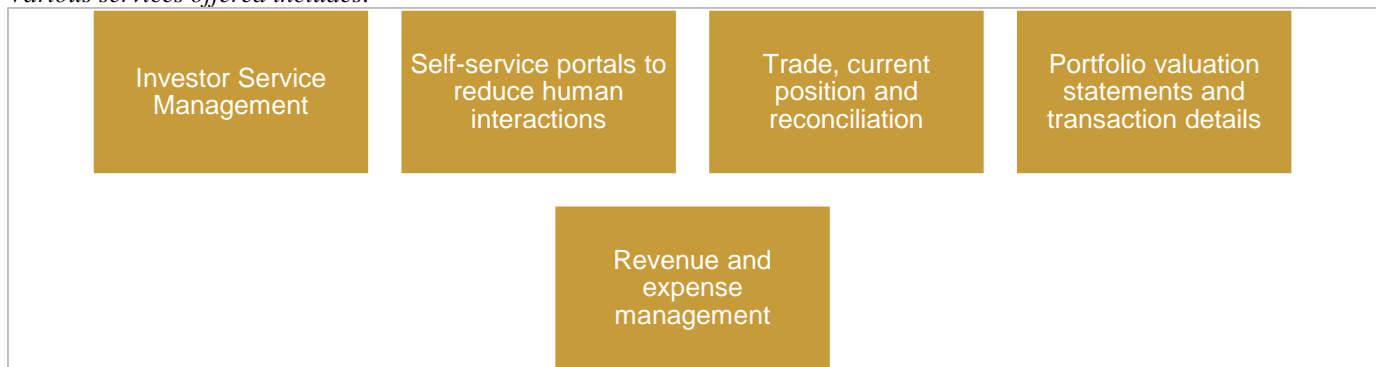 Various services offered includes:
Investor Service
Management
Self-service portals to
reduce human
interactions
Trade, current
position and
reconciliation
Portfolio valuation
statements and
transaction details
Revenue and
expense
management